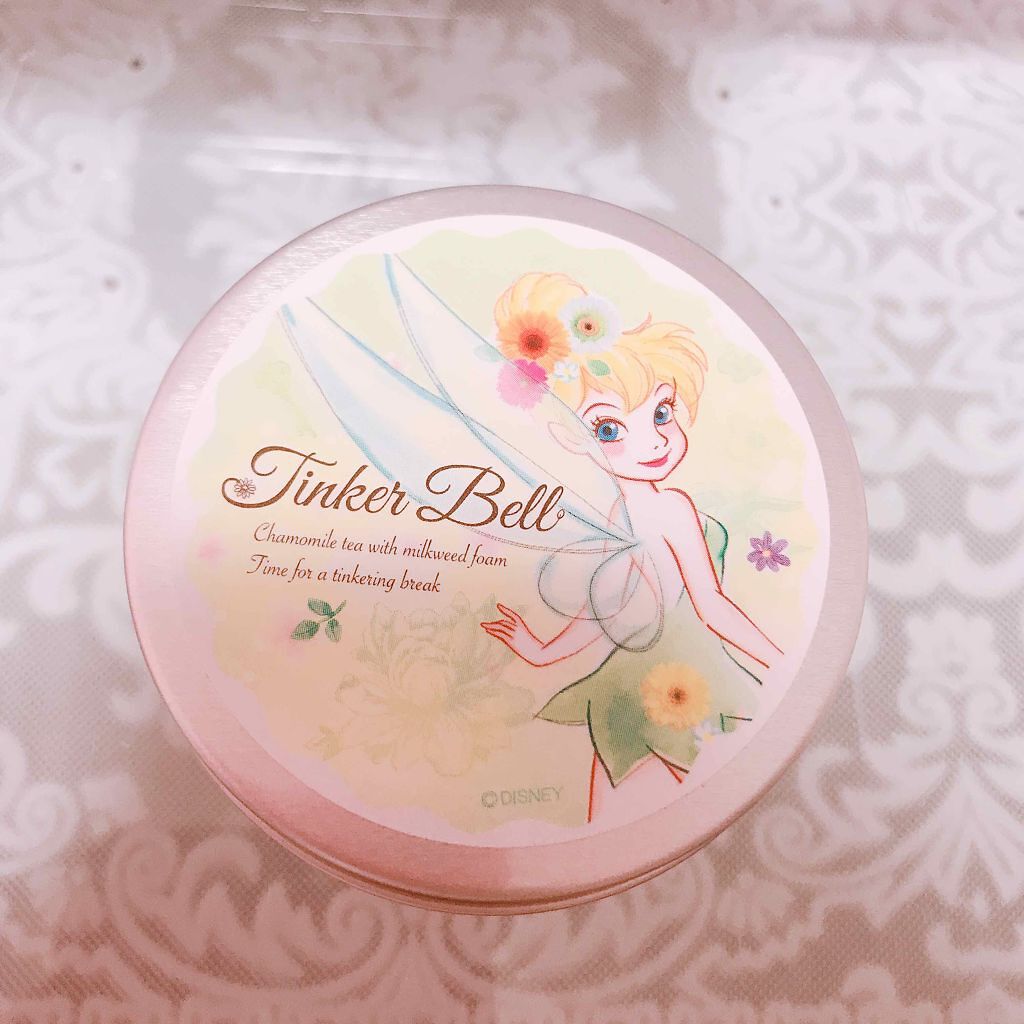 Tinker Bell
Chamomile tea with milkweed foam
Time for a tinkering break
©DISNEY